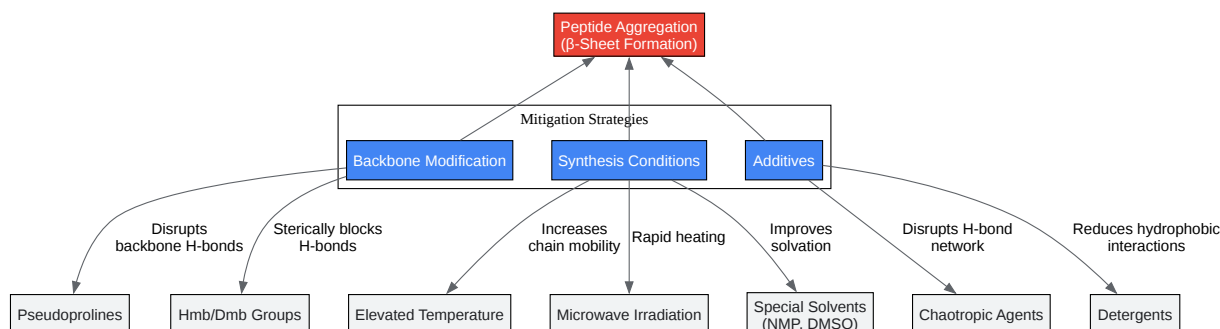 Peptide Aggregation
(β-Sheet Formation)
Mitigation Strategies
Backbone Modification
Synthesis Conditions
Additives
Disrupts
backbone H-bonds
Sterically blocks
H-bonds
Increases
chain mobility
Rapid heating
Improves
solvation
Disrupts H-bond
network
Reduces hydrophobic
interactions
Pseudoprolines
Hmb/Dmb Groups
Elevated Temperature
Microwave Irradiation
Special Solvents
(NMP, DMSO)
Chaotropic Agents
Detergents